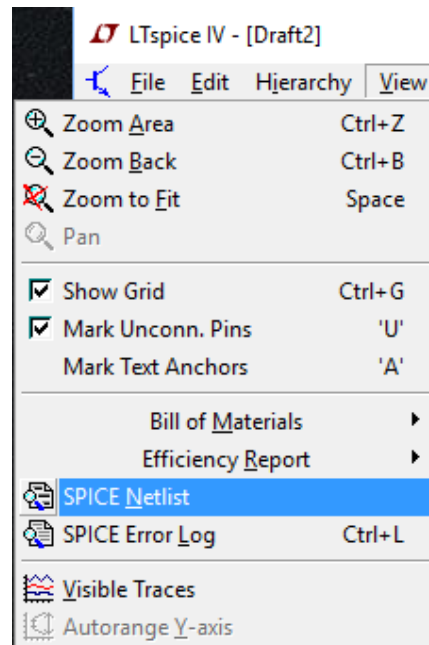 LTspice IV - [Draft2]
File Edit Hierarchy View
Zoom Area Ctrl+Z
Zoom Back Ctrl+B
Zoom to Fit Space
Pan
Show Grid Ctrl+G
Mark Unconn. Pins 'U'
Mark Text Anchors 'A'
Bill of Materials
Efficiency Report
SPICE Netlist
SPICE Error Log Ctrl+L
Visible Traces
Autorange Y-axis